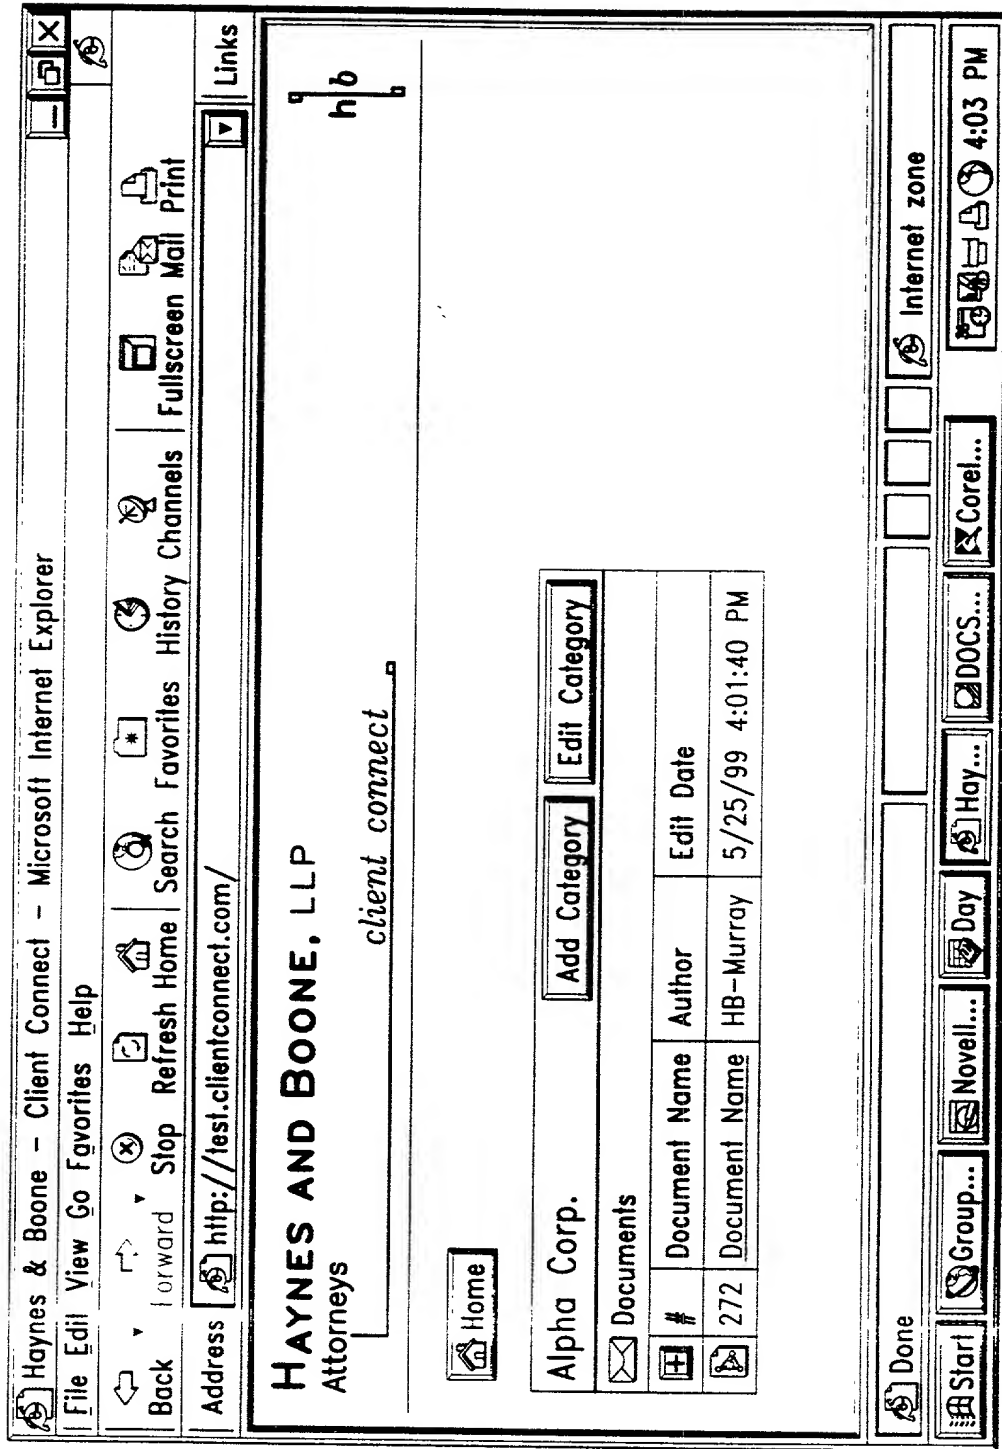 Haynes & Boone – Client Connect – Microsoft Internet Explorer
File Edit View Go Favorites Help
Back Forward Stop Refresh Home Search Favorites History Channels Fullscreen Mail Print
Address http://test.clientconnect.com/ Links
HAYNES AND BOONE, LLP
Attorneys
client connect
h b
Home
Alpha Corp. Add Category Edit Category
Documents
# Document Name Author Edit Date
272 Document Name HB-Murray 5/25/99 4:01:40 PM
Done Internet zone
Start Group... Novell... Day Hay... DOCS... Corel... 4:03 PM